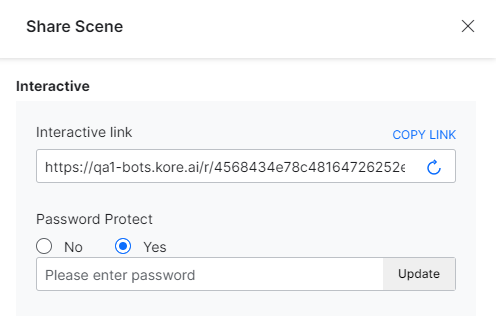 Share Scene
Interactive
Interactive link
COPY LINK
https://qa1-bots.kore.ai/r/4568434e78c48164726252e
Password Protect
No Yes
Please enter password
Update